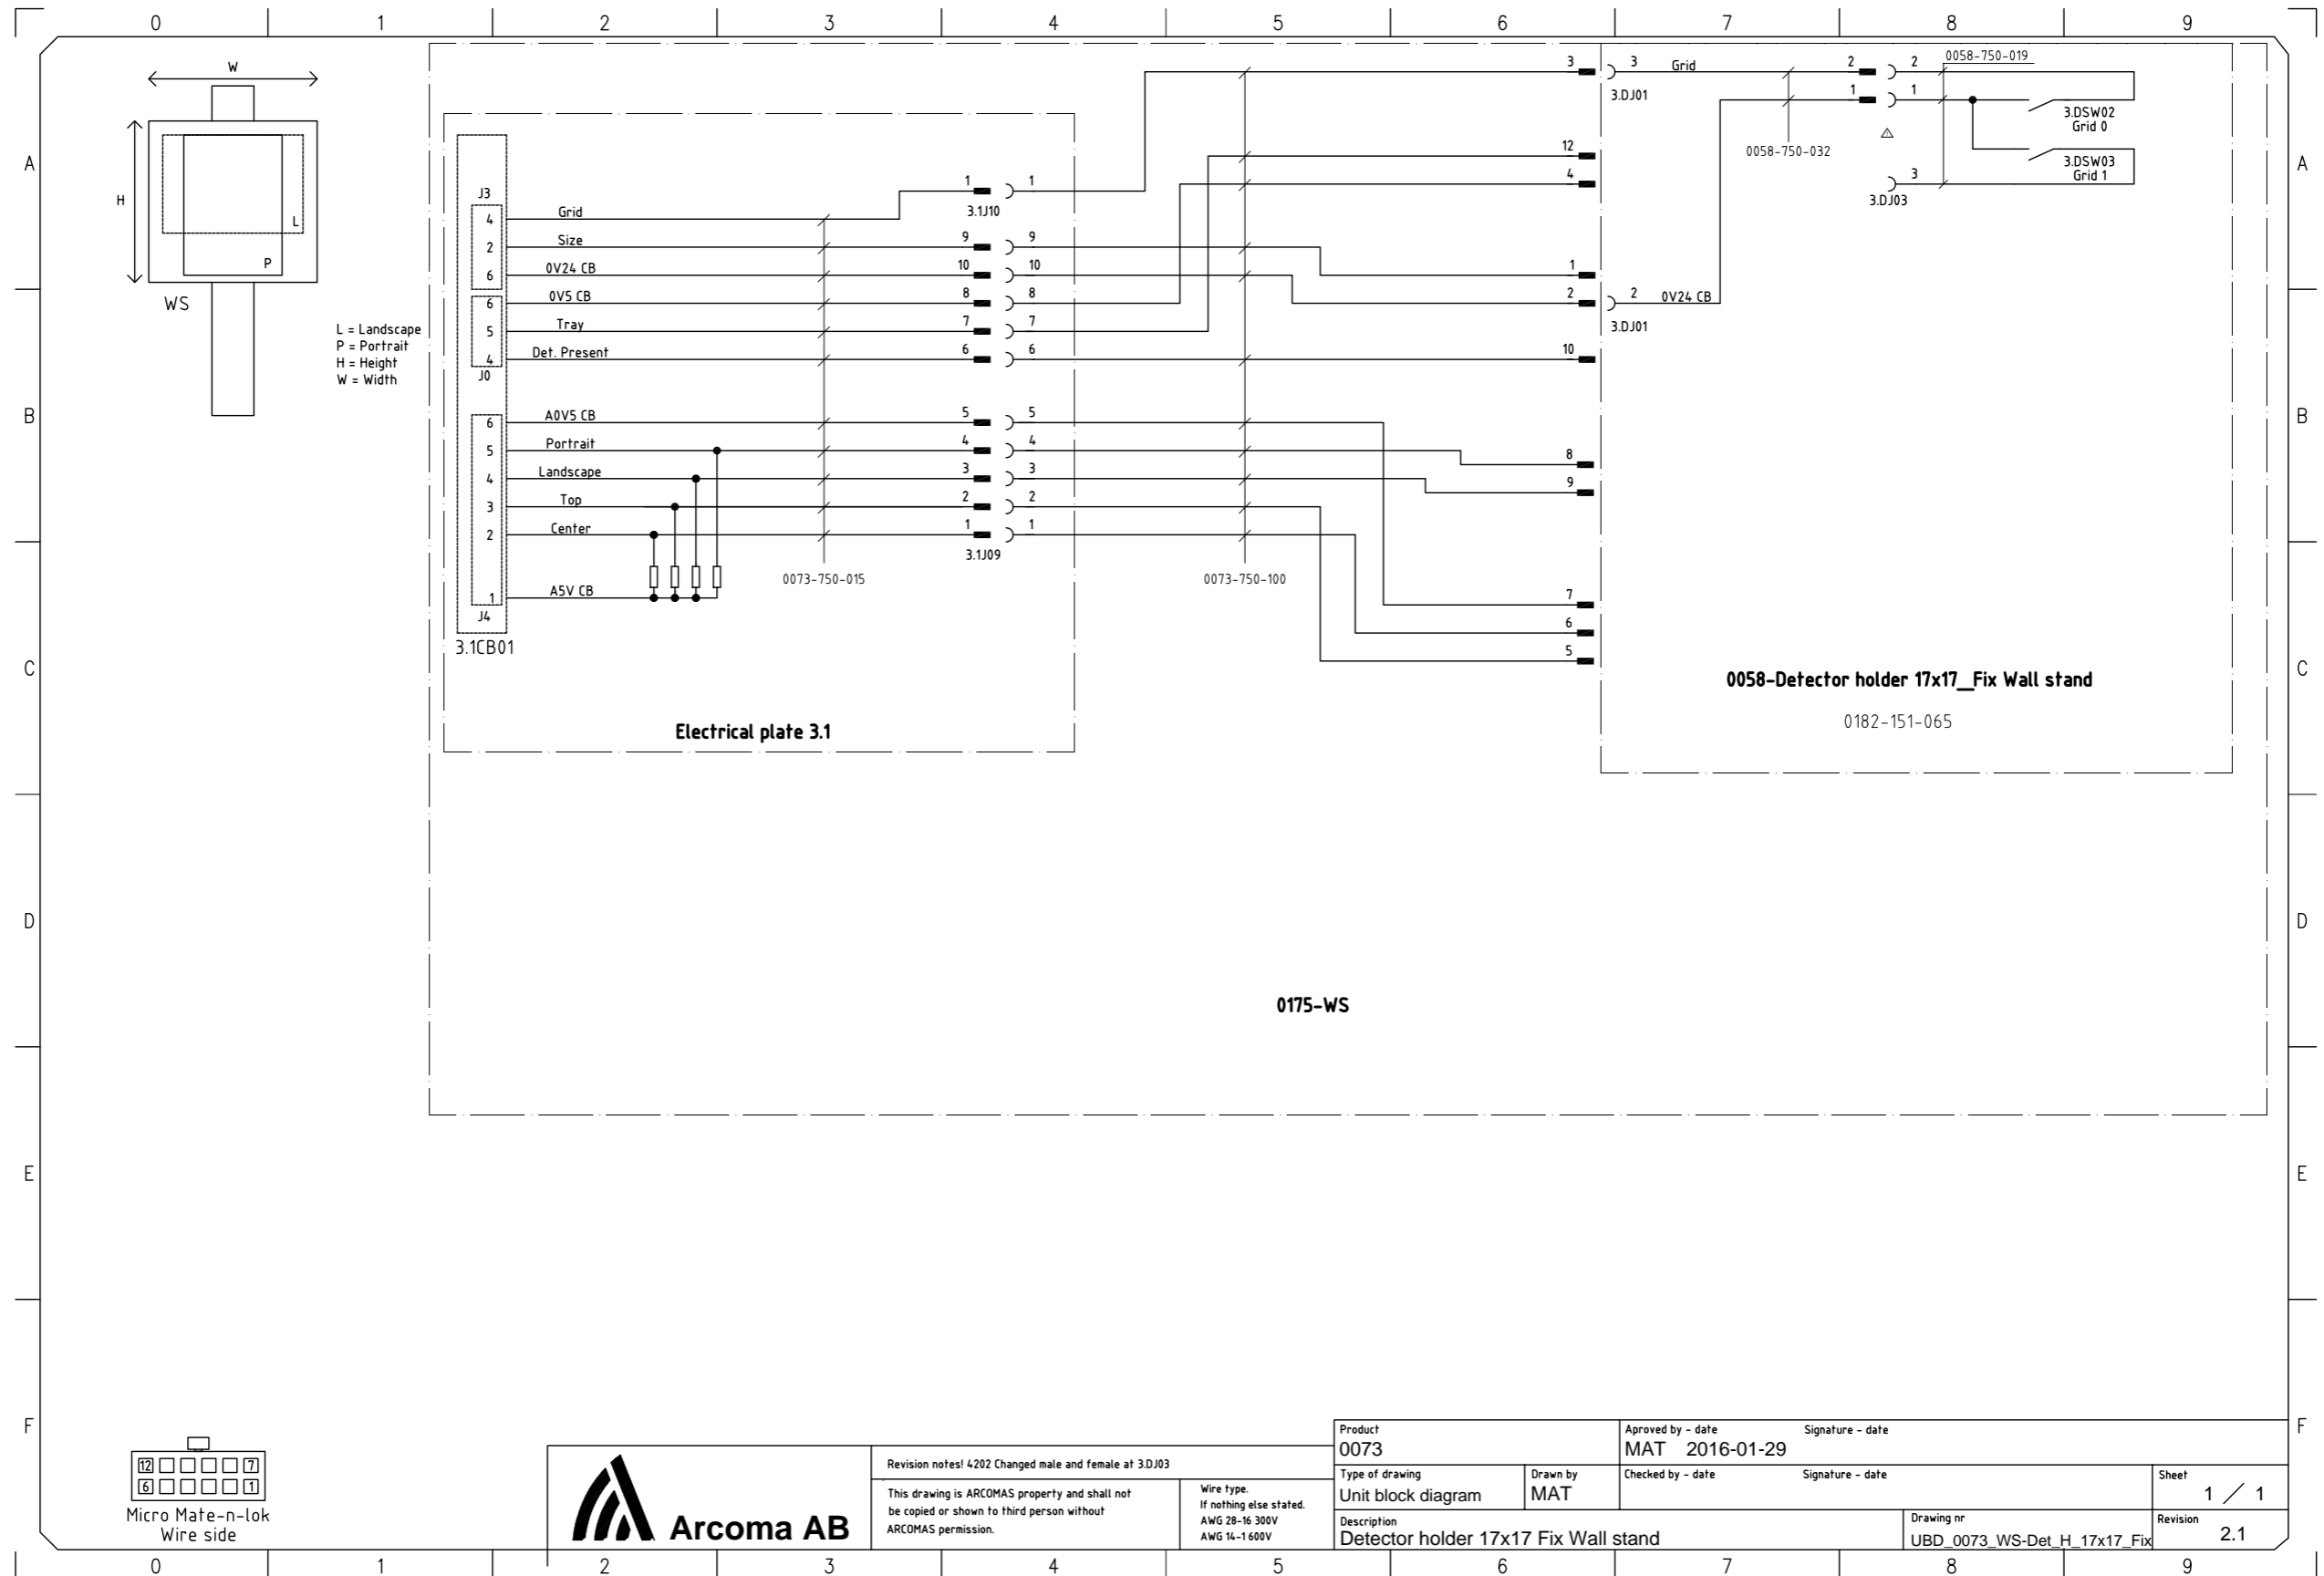 0 1 2 3 4 5 6 7 8 9
A
B
C
D
E
F
W
H
L
P
WS
L = Landscape
P = Portrait
H = Height
W = Width
J3
4 Grid 1 1
3.1J10
2 Size 9 9
6 0V24 CB 10 10
6 0V5 CB 8 8
5 Tray 7 7
4 Det. Present 6 6
J0
6 A0V5 CB 5 5
5 Portrait 4 4
4 Landscape 3 3
3 Top 2 2
2 Center 1 1
3.1J09
1 A5V CB
J4
3.1CB01
0073-750-015
0073-750-100
Electrical plate 3.1
3 3 Grid 2 2
3.DJ01
0058-750-019
1 1
3.DSW02
Grid 0
0058-750-032
12
4
3.DSW03
Grid 1
3
3.DJ03
1
2 2 0V24 CB
3.DJ01
10
8
9
7
6
5
0058-Detector holder 17x17_Fix Wall stand
0182-151-065
0175-WS
12 7
6 1
Micro Mate-n-lok
Wire side
Arcoma AB
Revision notes! 4202 Changed male and female at 3.DJ03
This drawing is ARCOMAS property and shall not
be copied or shown to third person without
ARCOMAS permission.
Wire type.
If nothing else stated.
AWG 28-16 300V
AWG 14-1 600V
Product
0073
Aproved by - date Signature - date
MAT 2016-01-29
Type of drawing
Unit block diagram
Drawn by
MAT
Checked by - date Signature - date
Sheet
1 / 1
Description
Detector holder 17x17 Fix Wall stand
Drawing nr
UBD_0073_WS-Det_H_17x17_Fix
Revision
2.1
A
B
C
D
E
F
0 1 2 3 4 5 6 7 8 9